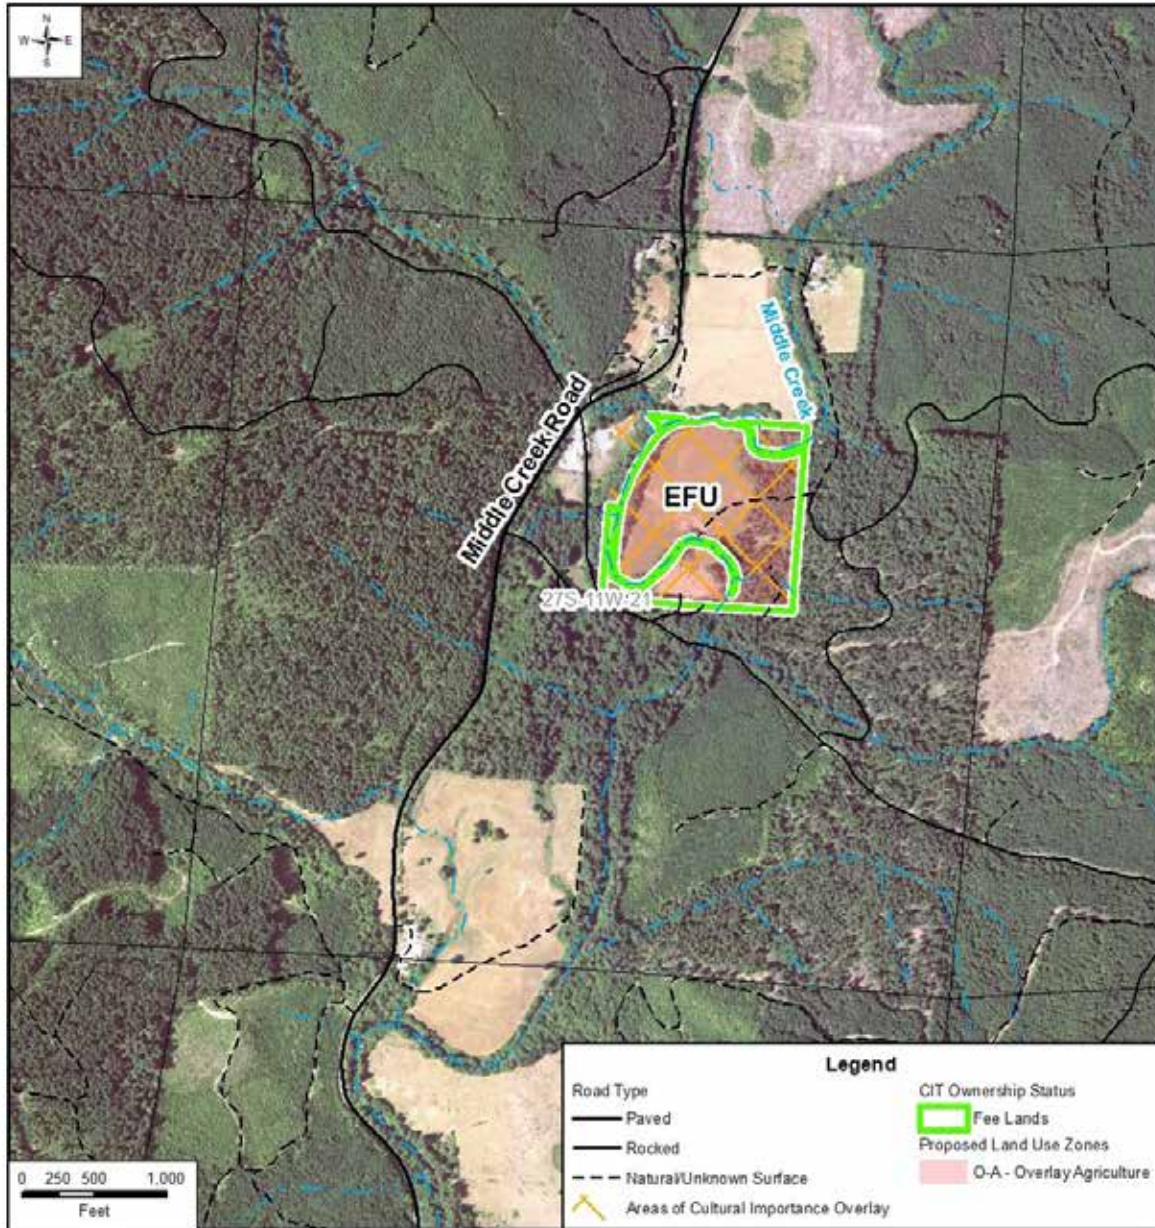 N
W E
S
Middle Creek
Middle Creek Road
EFU
27S-11W-21
Legend
Road Type
Paved
Rocked
Natural/Unknown Surface
Areas of Cultural Importance Overlay
CIT Ownership Status
Fee Lands
Proposed Land Use Zones
O-A - Overlay Agriculture
0 250 500 1,000
Feet